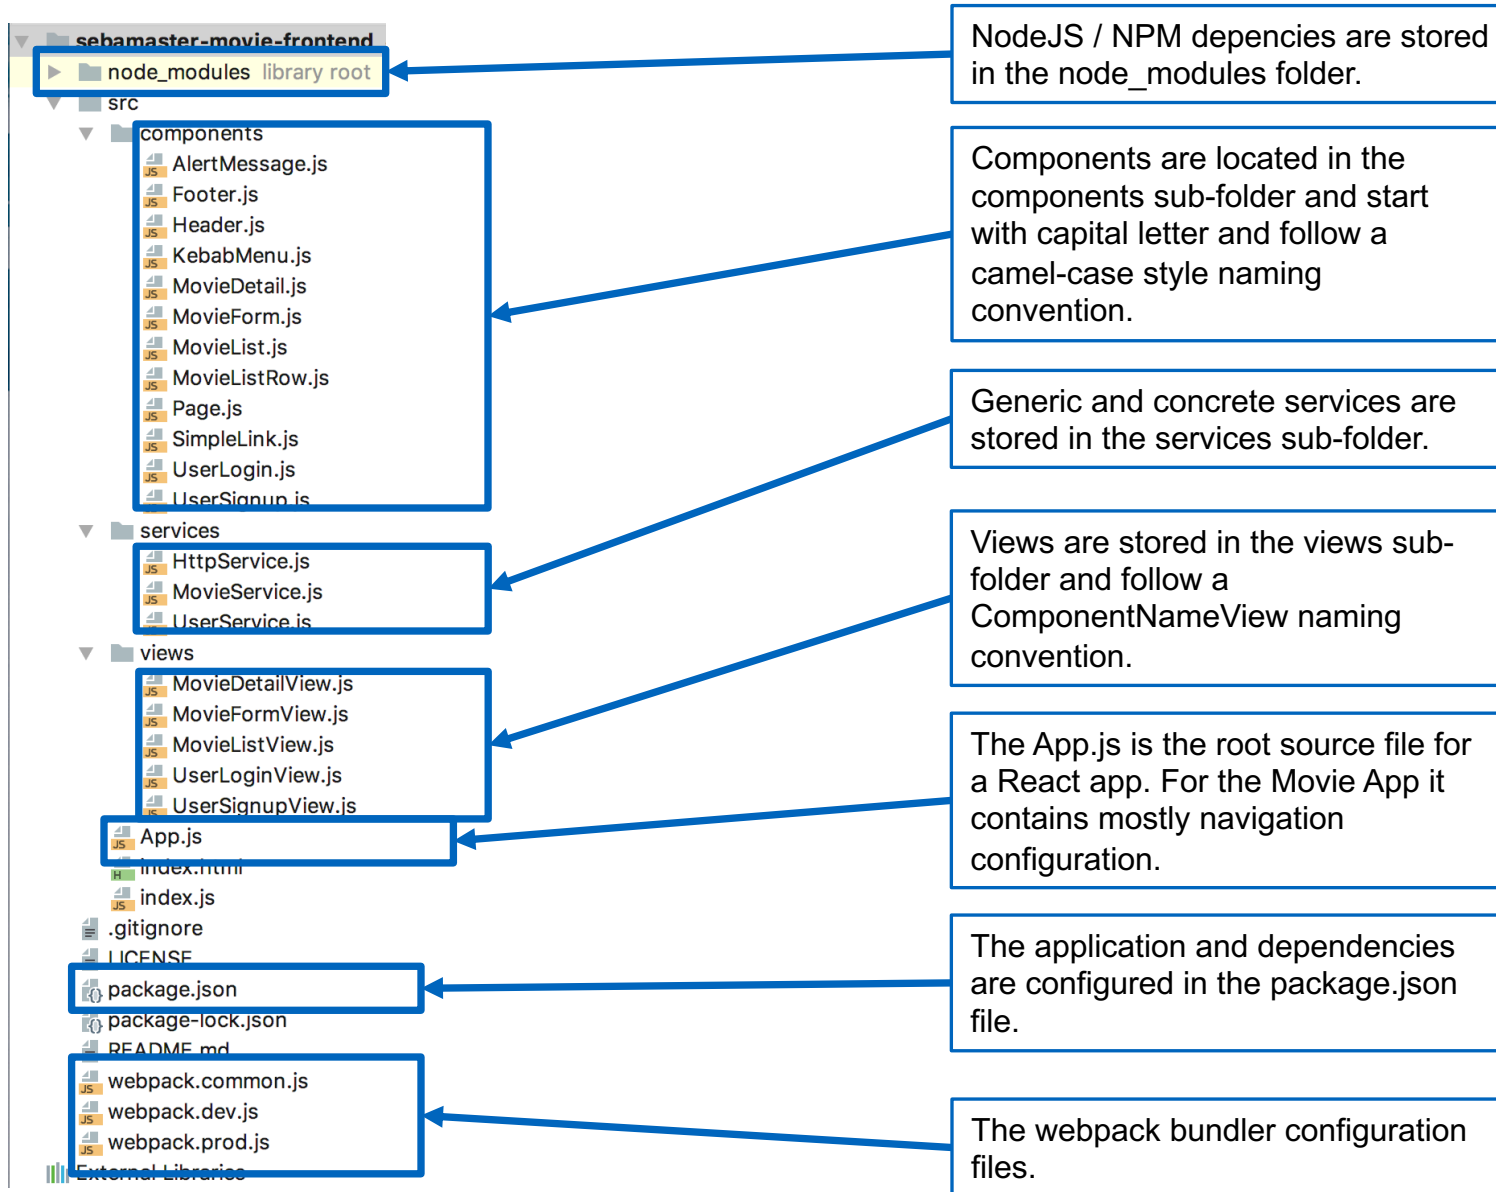 sebamaster-movie-frontend
node_modules library root
src
components
AlertMessage.js
Footer.js
Header.js
KebabMenu.js
MovieDetail.js
MovieForm.js
MovieList.js
MovieListRow.js
Page.js
SimpleLink.js
UserLogin.js
UserSignup.js
services
HttpService.js
MovieService.js
UserService.js
views
MovieDetailView.js
MovieFormView.js
MovieListView.js
UserLoginView.js
UserSignupView.js
App.js
index.html
index.js
.gitignore
LICENSE
package.json
package-lock.json
README.md
webpack.common.js
webpack.dev.js
webpack.prod.js
External Libraries
NodeJS / NPM depencies are stored
in the node_modules folder.
Components are located in the
components sub-folder and start
with capital letter and follow a
camel-case style naming
convention.
Generic and concrete services are
stored in the services sub-folder.
Views are stored in the views sub-
folder and follow a
ComponentNameView naming
convention.
The App.js is the root source file for
a React app. For the Movie App it
contains mostly navigation
configuration.
The application and dependencies
are configured in the package.json
file.
The webpack bundler configuration
files.